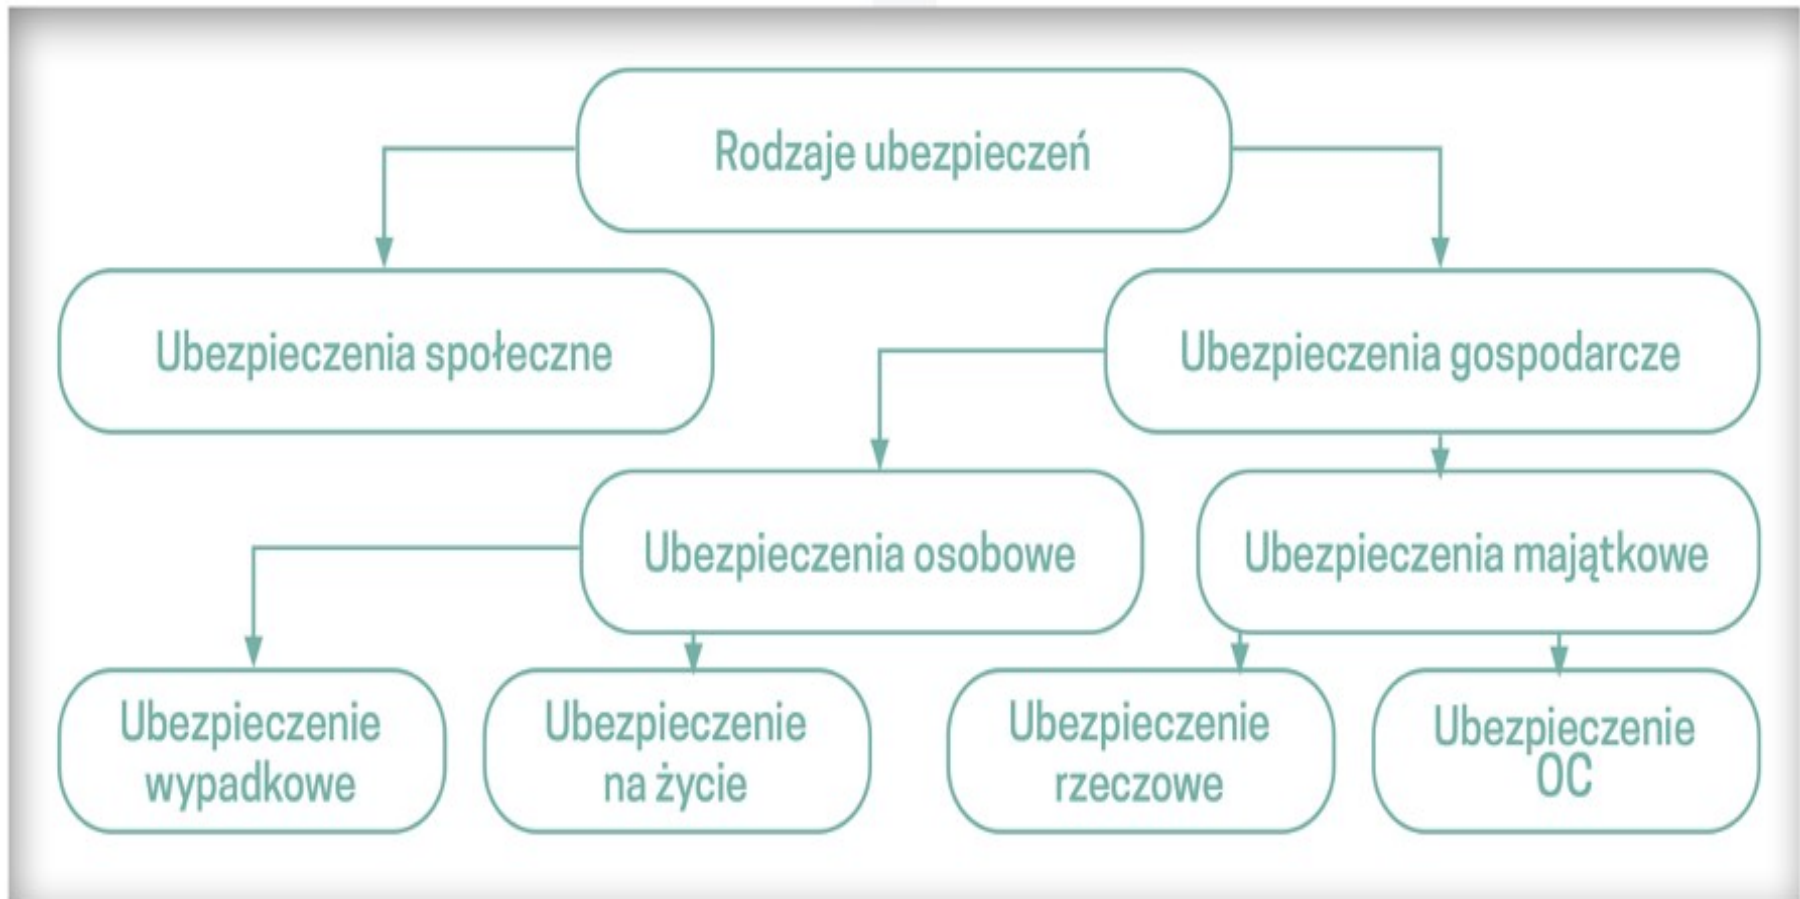 Rodzaje ubezpieczeń
Ubezpieczenia społeczne
Ubezpieczenia gospodarcze
Ubezpieczenia osobowe
Ubezpieczenia majątkowe
Ubezpieczenie
wypadkowe
Ubezpieczenie
na życie
Ubezpieczenie
rzeczowe
Ubezpieczenie
OC